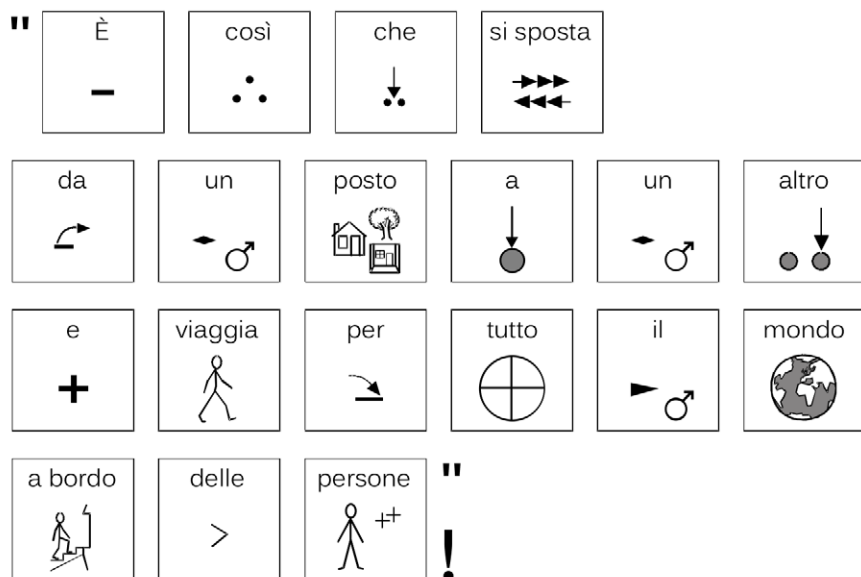 " È così che si sposta
da un posto a un altro
e viaggia per tutto il mondo
a bordo delle persone " !